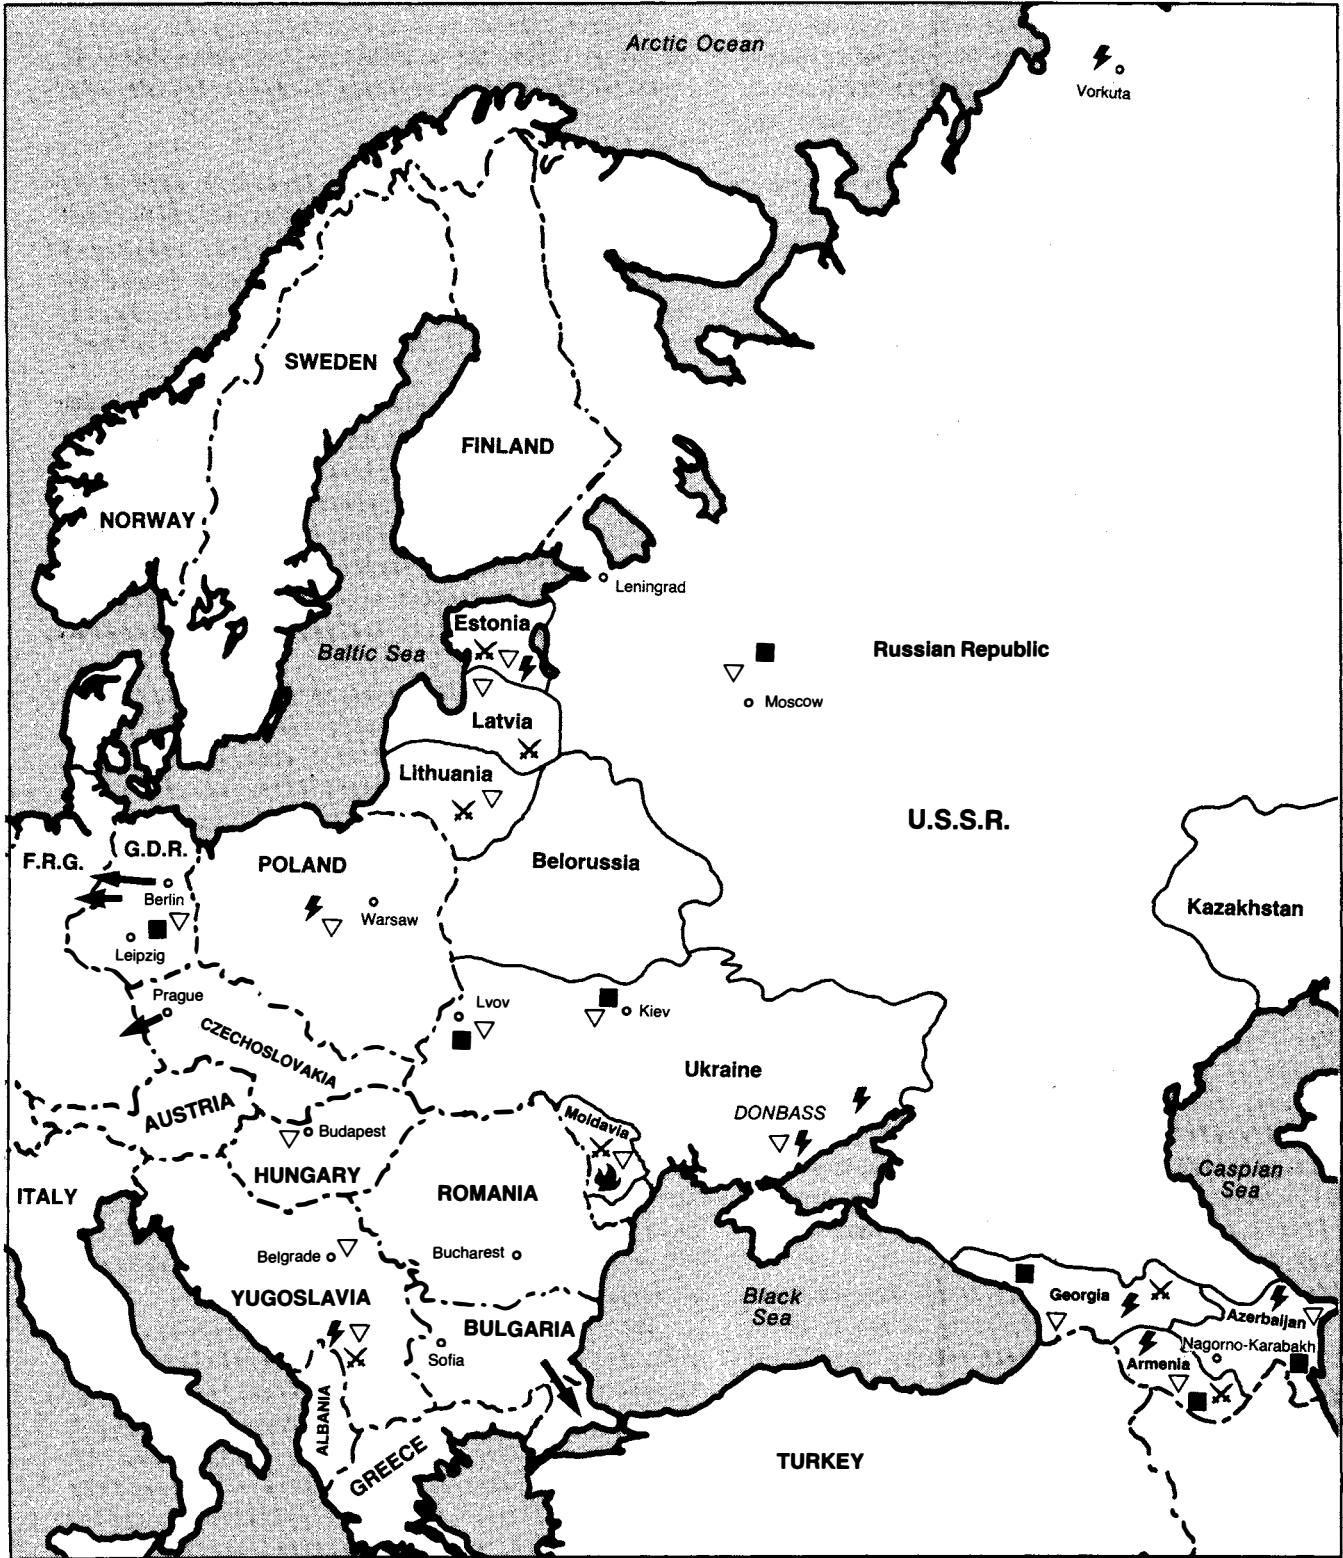 Arctic Ocean
Vorkuta
SWEDEN
FINLAND
NORWAY
Leningrad
Estonia
Baltic Sea
Russian Republic
Moscow
Latvia
Lithuania
U.S.S.R.
F.R.G.
G.D.R.
POLAND
Belorussia
Berlin
Warsaw
Kazakhstan
Leipzig
Prague
Lvov
Kiev
CZECHOSLOVAKIA
Ukraine
AUSTRIA
DONBASS
Moldavia
Budapest
HUNGARY
ITALY
ROMANIA
Caspian
Sea
Belgrade
Bucharest
YUGOSLAVIA
Black
Sea
Georgia
Azerbaijan
BULGARIA
Sofia
Nagorno-Karabakh
Armenia
ALBANIA
GREECE
TURKEY